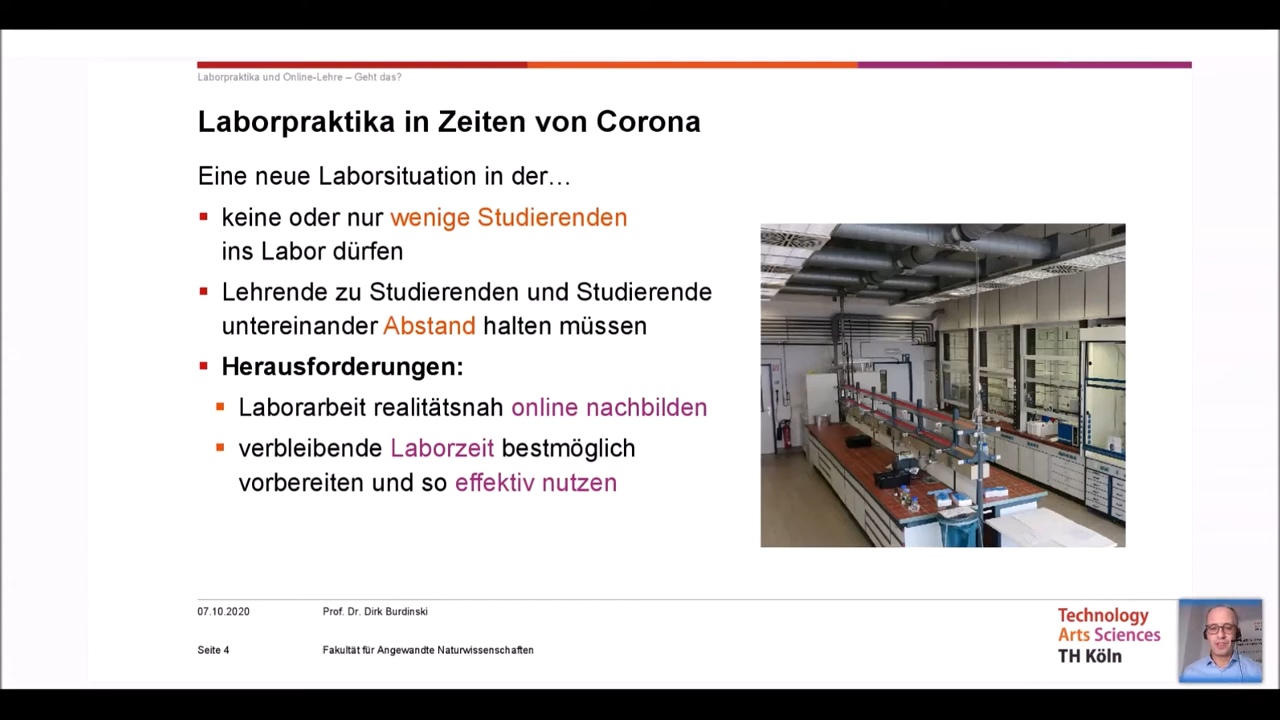 Laborpraktika und Online-Lehre – Geht das?
Laborpraktika in Zeiten von Corona
Eine neue Laborsituation in der…
keine oder nur wenige Studierenden
ins Labor dürfen
Lehrende zu Studierenden und Studierende
untereinander Abstand halten müssen
Herausforderungen:
Laborarbeit realitätsnah online nachbilden
verbleibende Laborzeit bestmöglich
vorbereiten und so effektiv nutzen
07.10.2020
Prof. Dr. Dirk Burdinski
Seite 4
Fakultät für Angewandte Naturwissenschaften
Technology
Arts Sciences
TH Köln